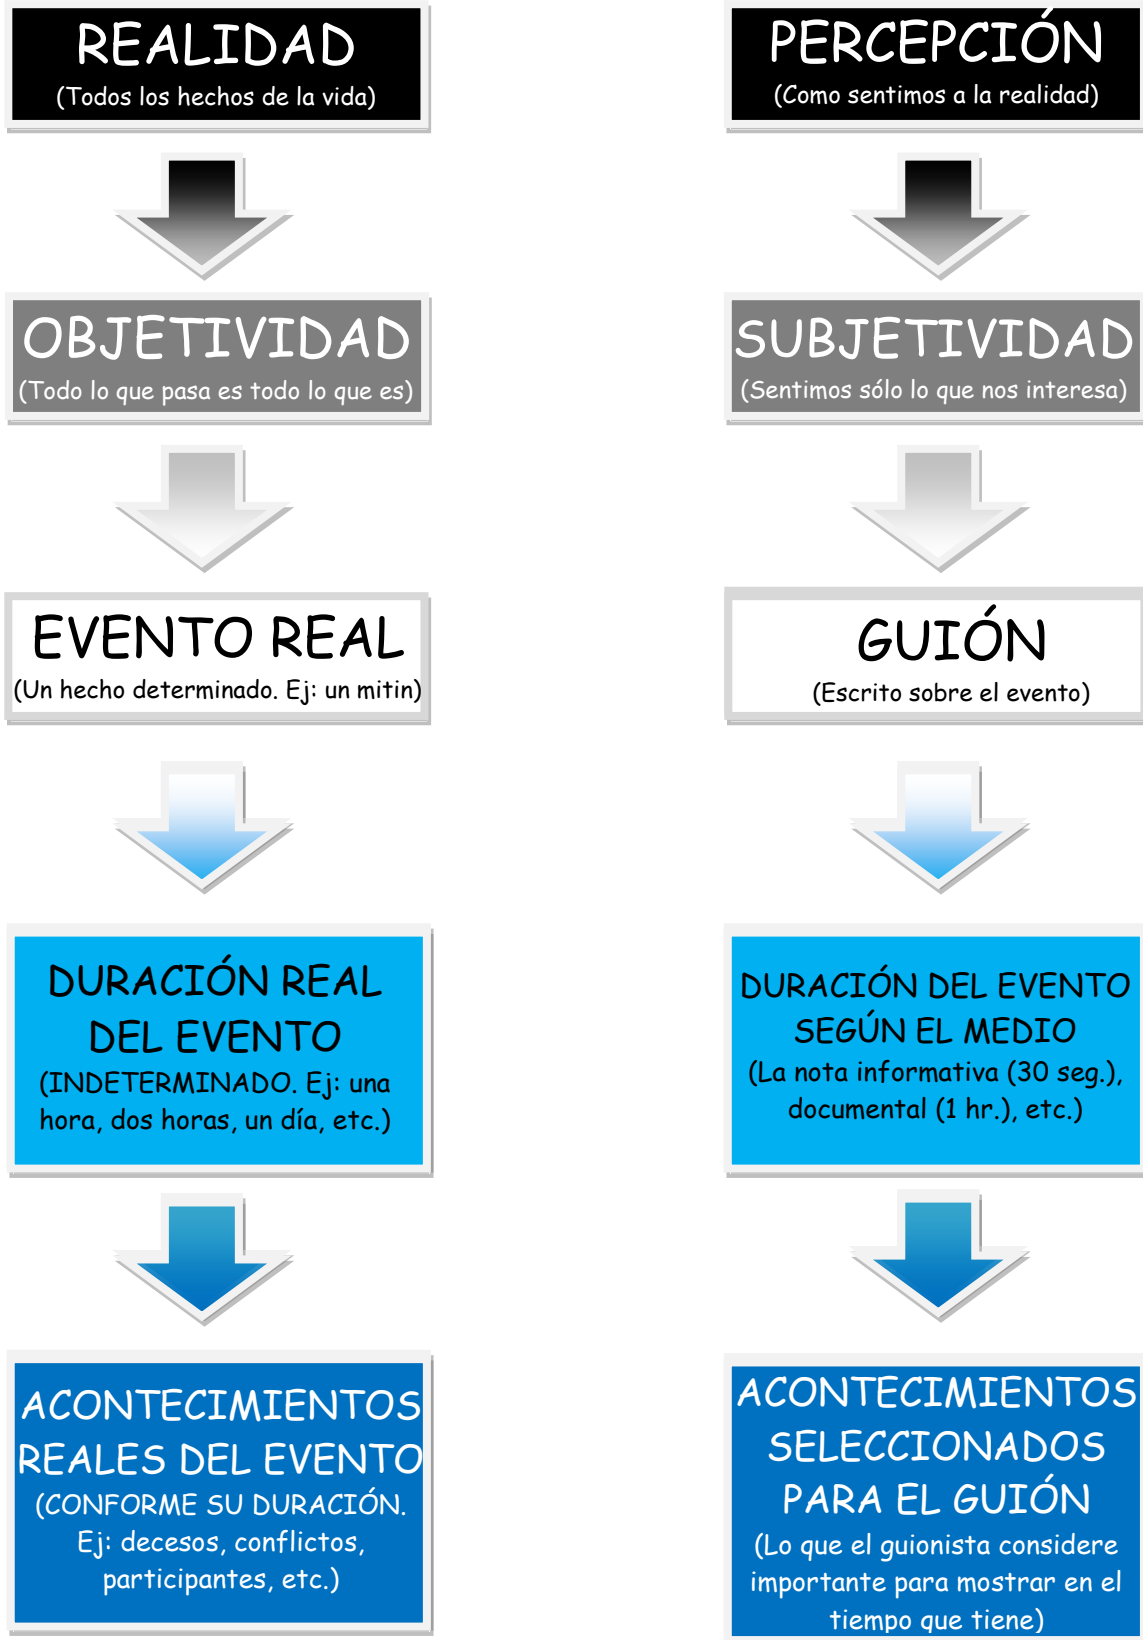 REALIDAD
(Todos los hechos de la vida)
OBJETIVIDAD
(Todo lo que pasa es todo lo que es)
EVENTO REAL
(Un hecho determinado. Ej: un mitin)
DURACIÓN REAL
DEL EVENTO
(INDETERMINADO. Ej: una
hora, dos horas, un día, etc.)
ACONTECIMIENTOS
REALES DEL EVENTO
(CONFORME SU DURACIÓN.
Ej: decesos, conflictos,
participantes, etc.)
PERCEPCIÓN
(Como sentimos a la realidad)
SUBJETIVIDAD
(Sentimos sólo lo que nos interesa)
GUIÓN
(Escrito sobre el evento)
DURACIÓN DEL EVENTO
SEGÚN EL MEDIO
(La nota informativa (30 seg.),
documental (1 hr.), etc.)
ACONTECIMIENTOS
SELECCIONADOS
PARA EL GUIÓN
(Lo que el guionista considere
importante para mostrar en el
tiempo que tiene)